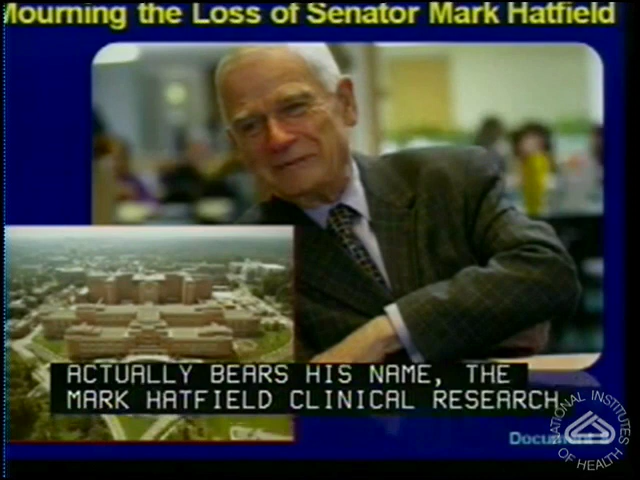 Mourning the Loss of Senator Mark Hatfield
ACTUALLY BEARS HIS NAME, THE
MARK HATFIELD CLINICAL RESEARCH
NATIONAL INSTITUTES
OF HEALTH